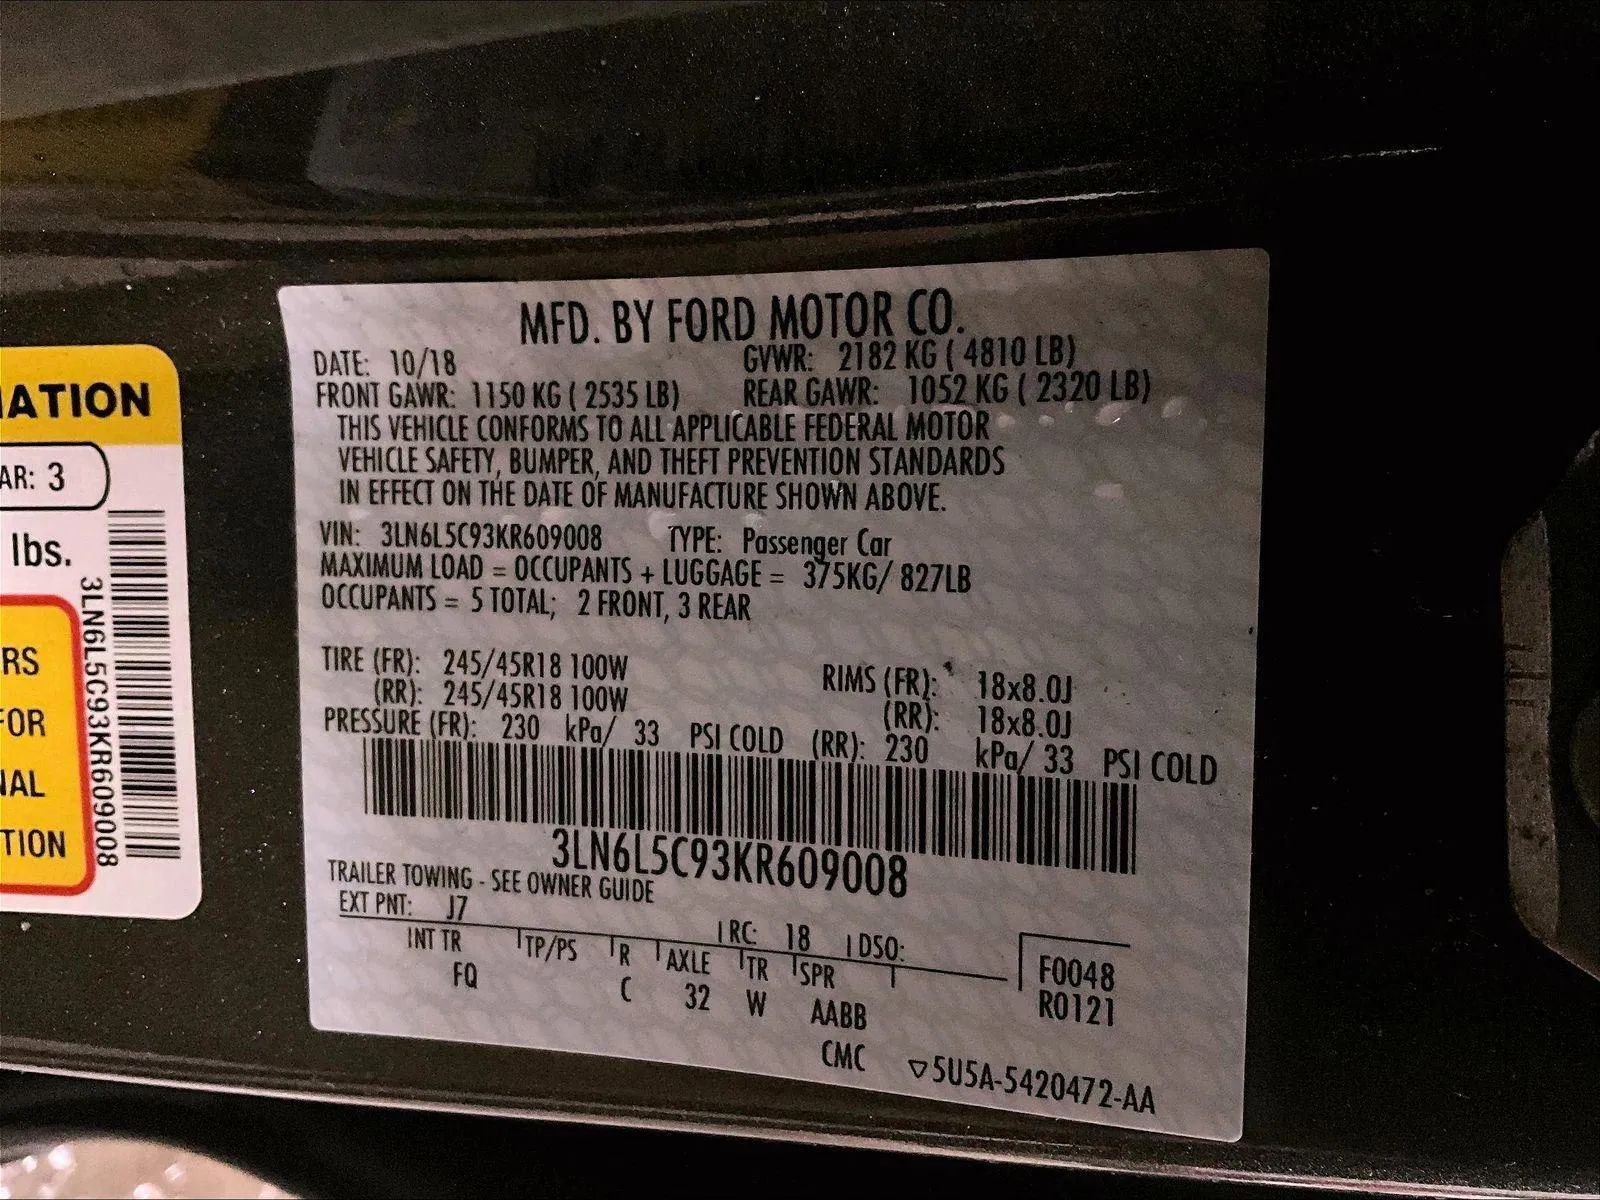 IATION
AR: 3
lbs.
RS
FOR
NAL
TION
3LN6L5C93KR609008
MFD. BY FORD MOTOR CO.
DATE: 10/18 GVWR: 2182 KG ( 4810 LB)
FRONT GAWR: 1150 KG ( 2535 LB) REAR GAWR: 1052 KG ( 2320 LB)
THIS VEHICLE CONFORMS TO ALL APPLICABLE FEDERAL MOTOR
VEHICLE SAFETY, BUMPER, AND THEFT PREVENTION STANDARDS
IN EFFECT ON THE DATE OF MANUFACTURE SHOWN ABOVE.
VIN: 3LN6L5C93KR609008 TYPE: Passenger Car
MAXIMUM LOAD = OCCUPANTS + LUGGAGE = 375KG/ 827LB
OCCUPANTS = 5 TOTAL; 2 FRONT, 3 REAR
TIRE (FR): 245/45R18 100W RIMS (FR): 18x8.0J
(RR): 245/45R18 100W (RR): 18x8.0J
PRESSURE (FR): 230 kPa/ 33 PSI COLD (RR): 230 kPa/ 33 PSI COLD
3LN6L5C93KR609008
TRAILER TOWING - SEE OWNER GUIDE
EXT PNT: J7 RC: 18 DSO:
INT TR TP/PS R AXLE TR SPR
FQ C 32 W AABB
CMC
F0048
R0121
▽5U5A-5420472-AA